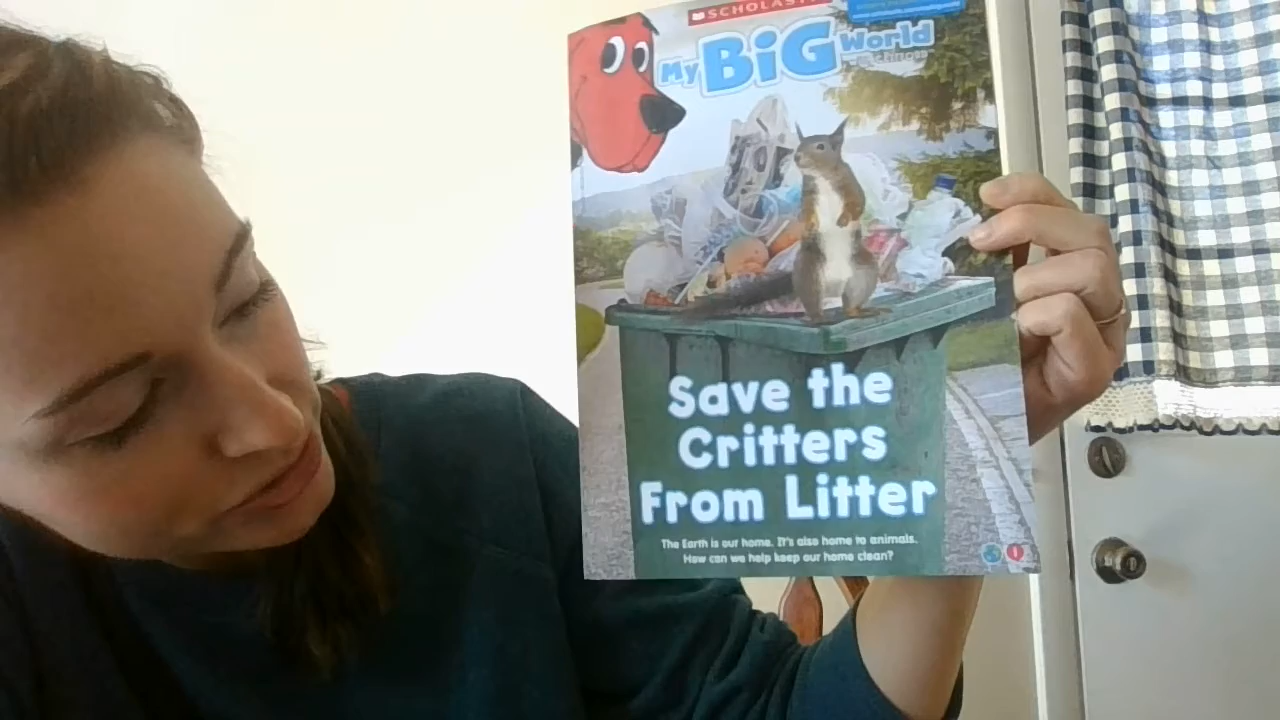 SCHOLASTIC
My BiG World
Save the
Critters
From Litter
The Earth is our home. It's also home to animals.
How can we help keep our home clean?